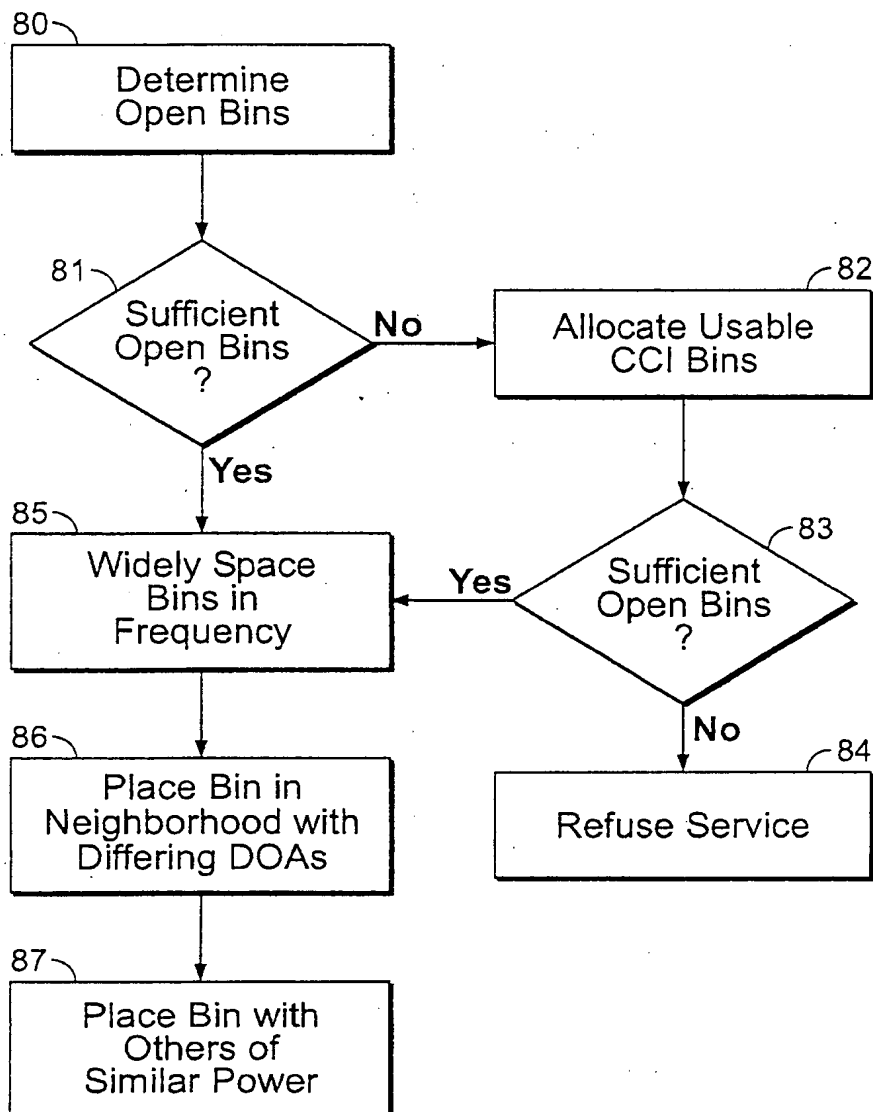 80
Determine
Open Bins
81
Sufficient
Open Bins
?
No
Yes
82
Allocate Usable
CCI Bins
83
Sufficient
Open Bins
?
Yes
No
84
Refuse Service
85
Widely Space
Bins in
Frequency
86
Place Bin in
Neighborhood with
Differing DOAs
87
Place Bin with
Others of
Similar Power